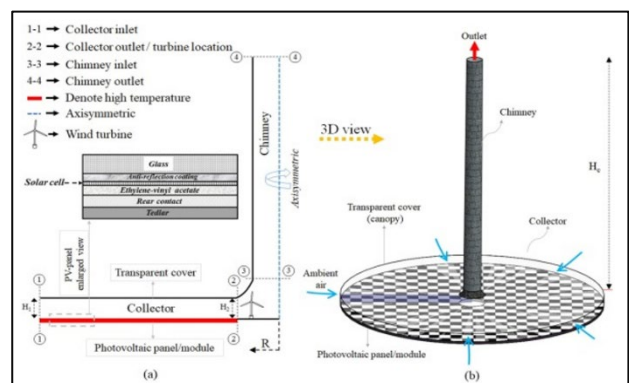 1-1 → Collector inlet
2-2 → Collector outlet / turbine location
3-3 → Chimney inlet
4-4 → Chimney outlet
Denote high temperature
Axisymmetric
Wind turbine
Glass
Anti-reflection coating
Solar cell
Ethylene-vinyl acetate
Rear contact
Tedlar
PV-panel
enlarged view
Transparent cover
Collector
Photovoltaic panel/module
Chimney
Axisymmetric
4
4
3
3
1
2
H1
H2
1
2
R
(a)
3D view
Outlet
Chimney
Hc
Transparent cover
(canopy)
Collector
Ambient
air
Photovoltaic panel/module
(b)